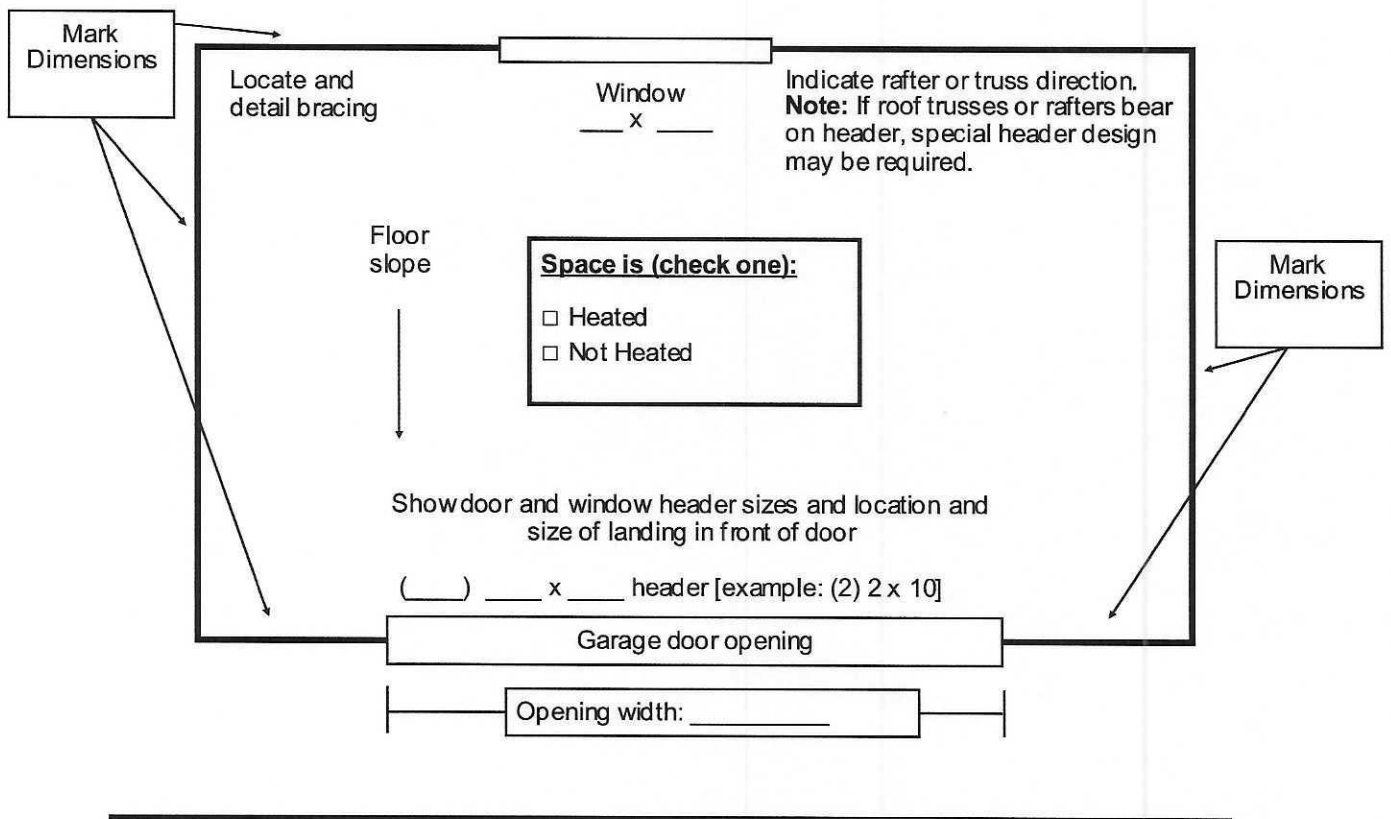 Mark
Dimensions
Locate and
detail bracing
Window
___ x ____
Indicate rafter or truss direction.
Note: If roof trusses or rafters bear
on header, special header design
may be required.
Floor
slope
Space is (check one):
☐ Heated
☐ Not Heated
Mark
Dimensions
Show door and window header sizes and location and
size of landing in front of door
(____) ____ x ____ header [example: (2) 2 x 10]
Garage door opening
Opening width: __________